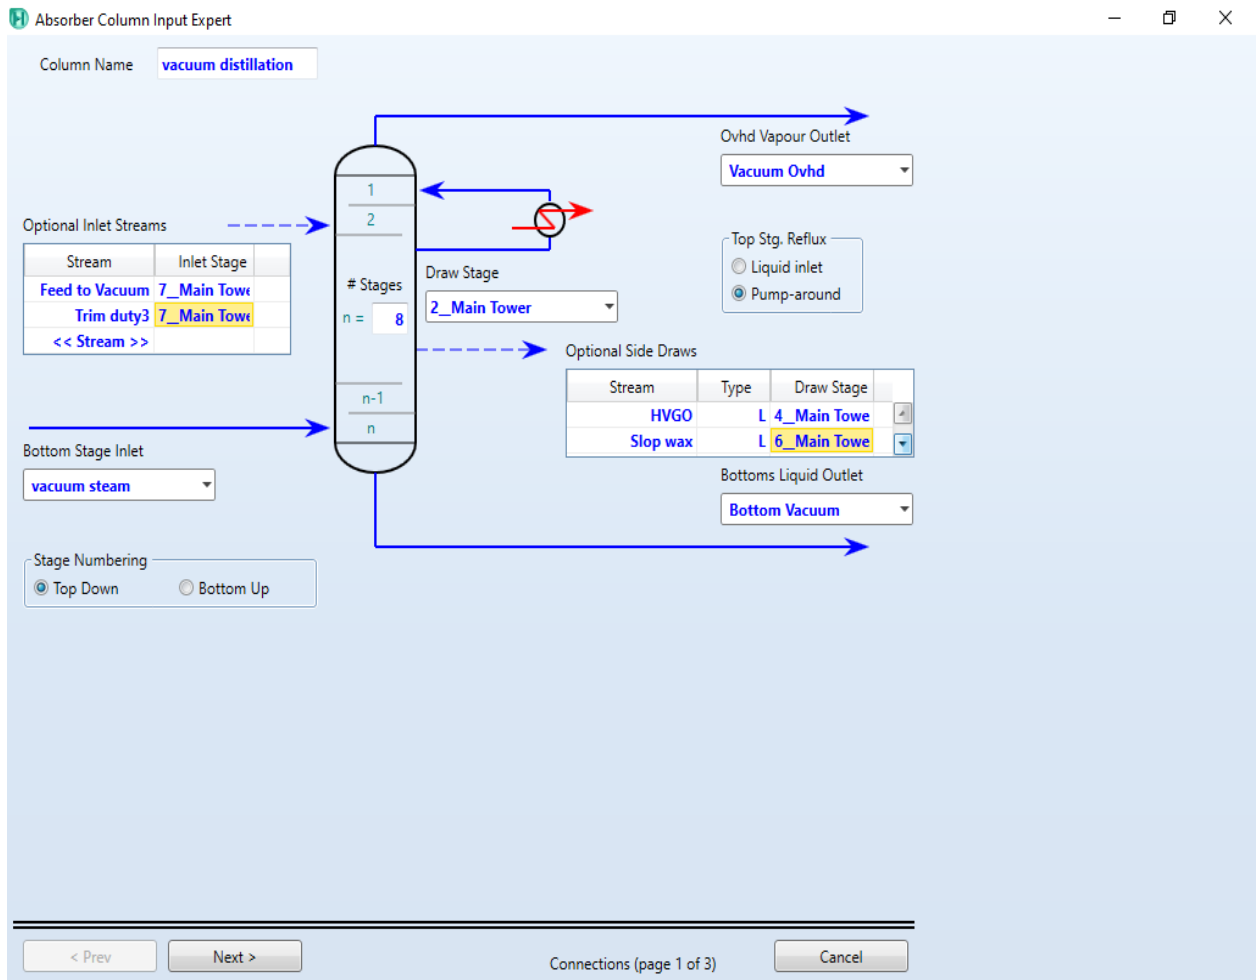 Absorber Column Input Expert
Column Name vacuum distillation
Ovhd Vapour Outlet
Vacuum Ovhd
1
2
Optional Inlet Streams
Stream Inlet Stage
Feed to Vacuum 7__Main Towe
Trim duty3 7__Main Towe
<< Stream >>
Top Stg. Reflux
Liquid inlet
Pump-around
# Stages
n = 8
Draw Stage
2__Main Tower
Optional Side Draws
Stream Type Draw Stage
HVGO L 4__Main Towe
Slop wax L 6__Main Towe
n-1
n
Bottom Stage Inlet
vacuum steam
Bottoms Liquid Outlet
Bottom Vacuum
Stage Numbering
Top Down Bottom Up
< Prev Next > Connections (page 1 of 3) Cancel